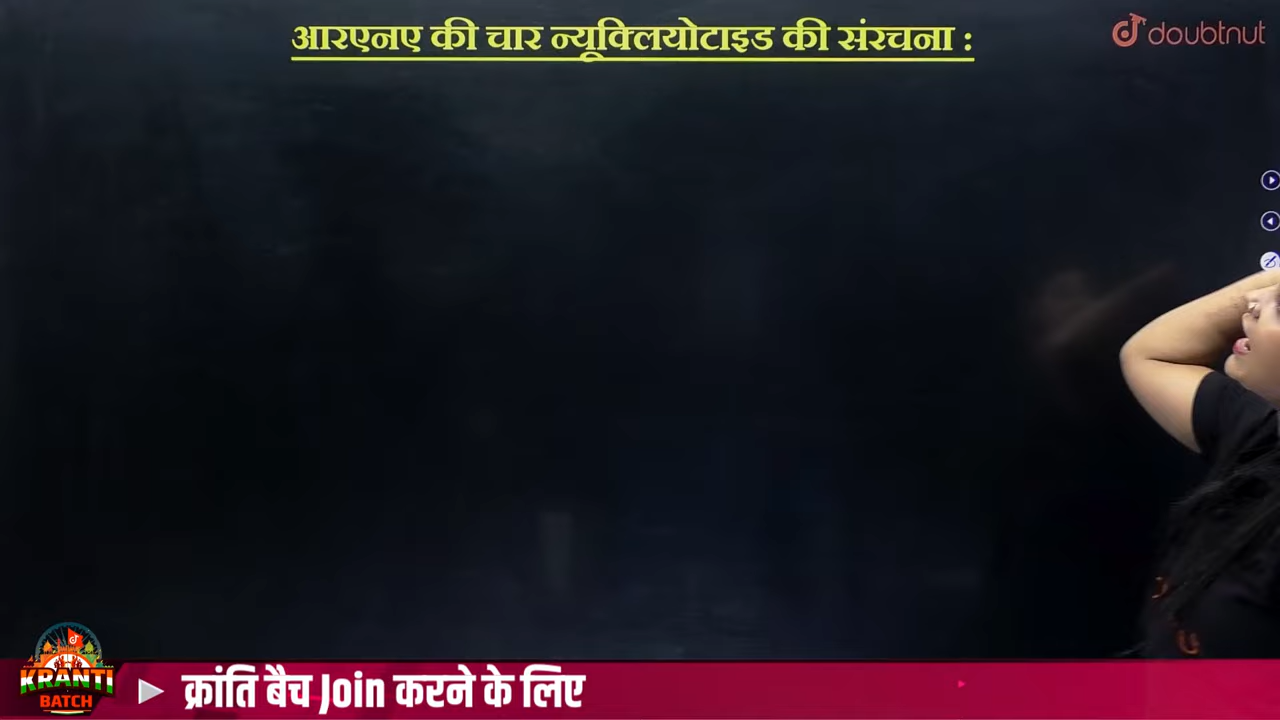 आरएनए की चार न्यूक्लियोटाइड की संरचना :
doubtnut
KRANTI
BATCH
क्रांति बैच Join करने के लिए